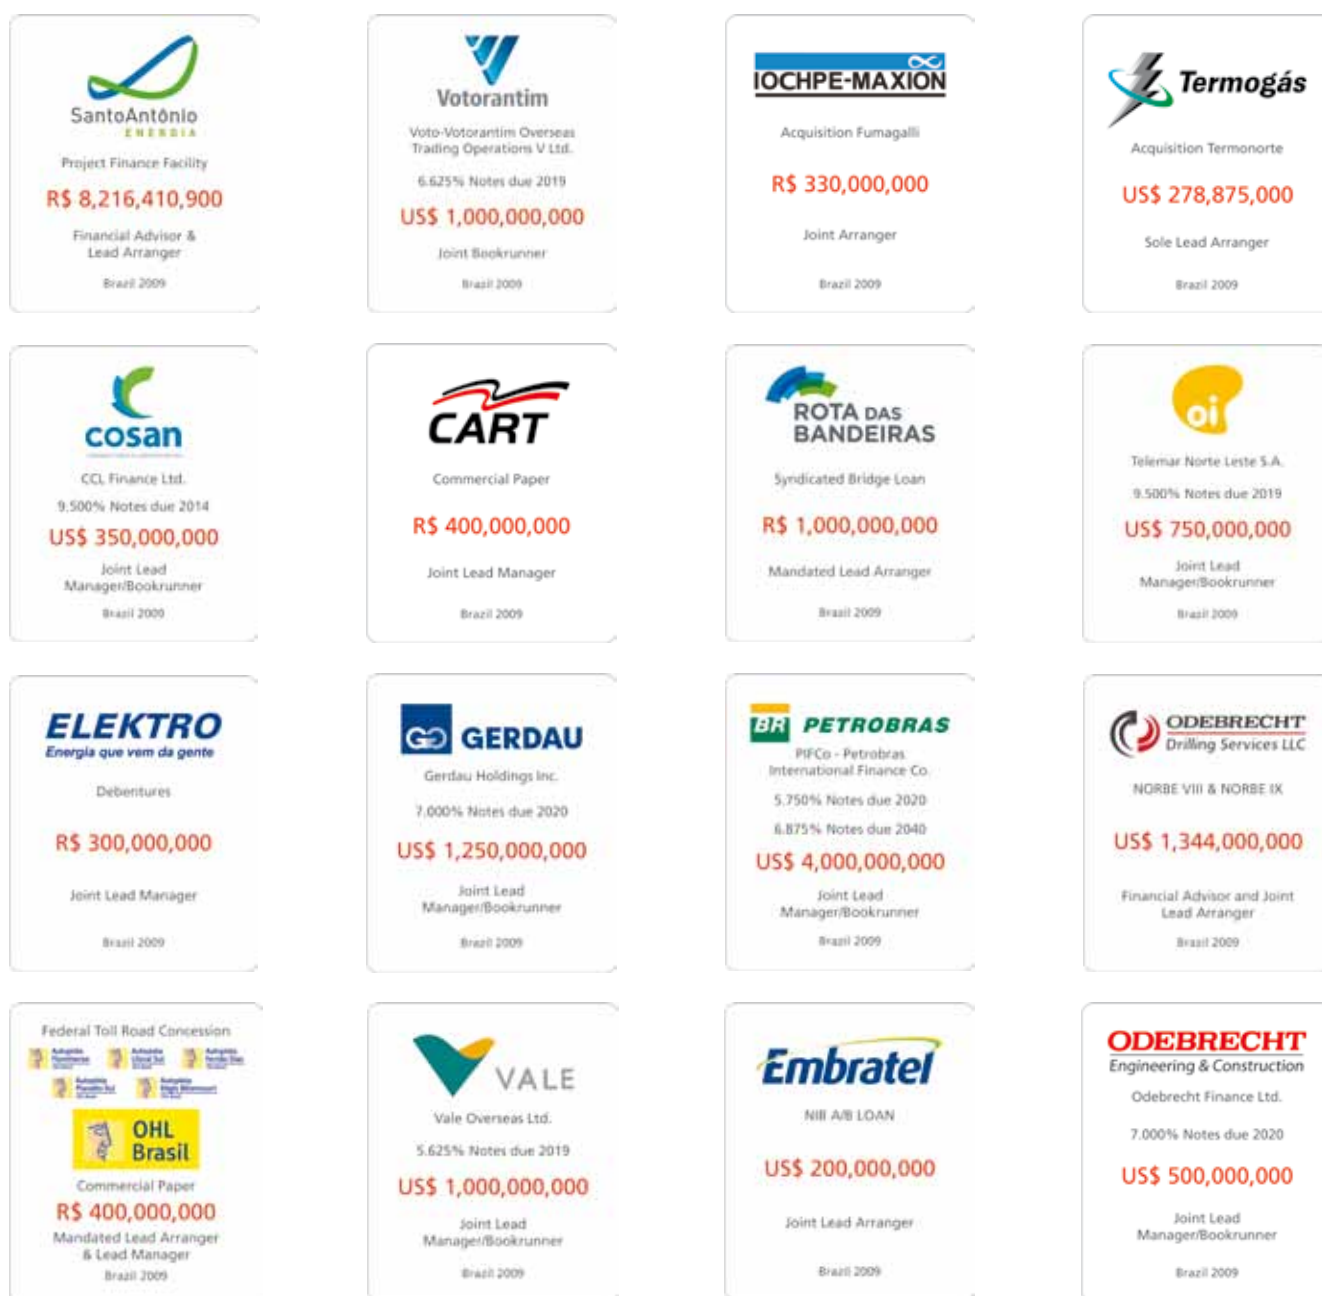 SantoAntônio
ENERGIA
Project Finance Facility
R$ 8,216,410,900
Financial Advisor &
Lead Arranger
Brazil 2009
Votorantim
Voto-Votorantim Overseas
Trading Operations V Ltd.
6.625% Notes due 2019
US$ 1,000,000,000
Joint Bookrunner
Brazil 2009
IOCHPE-MAXION
Acquisition Fumagalli
R$ 330,000,000
Joint Arranger
Brazil 2009
Termogás
Acquisition Termonorte
US$ 278,875,000
Sole Lead Arranger
Brazil 2009
cosan
CCL Finance Ltd.
9.500% Notes due 2014
US$ 350,000,000
Joint Lead
Manager/Bookrunner
Brazil 2009
CART
Commercial Paper
R$ 400,000,000
Joint Lead Manager
Brazil 2009
ROTA DAS
BANDEIRAS
Syndicated Bridge Loan
R$ 1,000,000,000
Mandated Lead Arranger
Brazil 2009
oi
Telemar Norte Leste S.A.
9.500% Notes due 2019
US$ 750,000,000
Joint Lead
Manager/Bookrunner
Brazil 2009
ELEKTRO
Energia que vem da gente
Debentures
R$ 300,000,000
Joint Lead Manager
Brazil 2009
GERDAU
Gerdau Holdings Inc.
7.000% Notes due 2020
US$ 1,250,000,000
Joint Lead
Manager/Bookrunner
Brazil 2009
BR PETROBRAS
PIFCo - Petrobras
International Finance Co.
5.750% Notes due 2020
6.875% Notes due 2040
US$ 4,000,000,000
Joint Lead
Manager/Bookrunner
Brazil 2009
ODEBRECHT
Drilling Services LLC
NORBE VIII & NORBE IX
US$ 1,344,000,000
Financial Advisor and Joint
Lead Arranger
Brazil 2009
Federal Toll Road Concession
Autopista
Fluminense
Autopista
Litoral Sul
Autopista
Fernão Dias
Autopista
Planalto Sul
Autopista
Régis Bittencourt
OHL
Brasil
Commercial Paper
R$ 400,000,000
Mandated Lead Arranger
& Lead Manager
Brazil 2009
VALE
Vale Overseas Ltd.
5.625% Notes due 2019
US$ 1,000,000,000
Joint Lead
Manager/Bookrunner
Brazil 2009
Embratel
NIB A/B LOAN
US$ 200,000,000
Joint Lead Arranger
Brazil 2009
ODEBRECHT
Engineering & Construction
Odebrecht Finance Ltd.
7.000% Notes due 2020
US$ 500,000,000
Joint Lead
Manager/Bookrunner
Brazil 2009